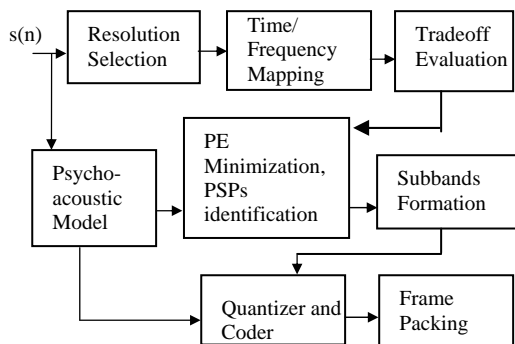 s(n)
Resolution
Selection
Time/
Frequency
Mapping
Tradeoff
Evaluation
Psycho-
acoustic
Model
PE
Minimization,
PSPs
identification
Subbands
Formation
Quantizer and
Coder
Frame
Packing